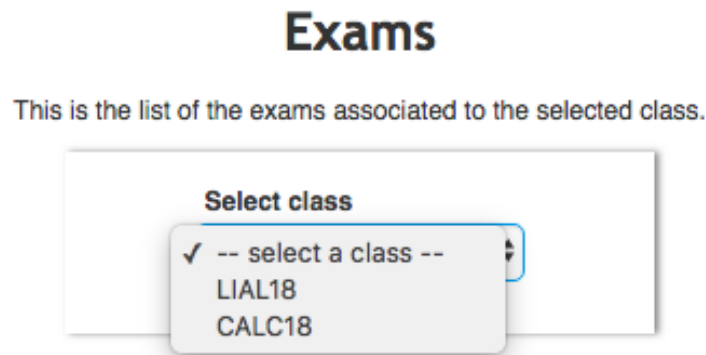 Exams
This is the list of the exams associated to the selected class.
Select class
✓ -- select a class --
LIAL18
CALC18